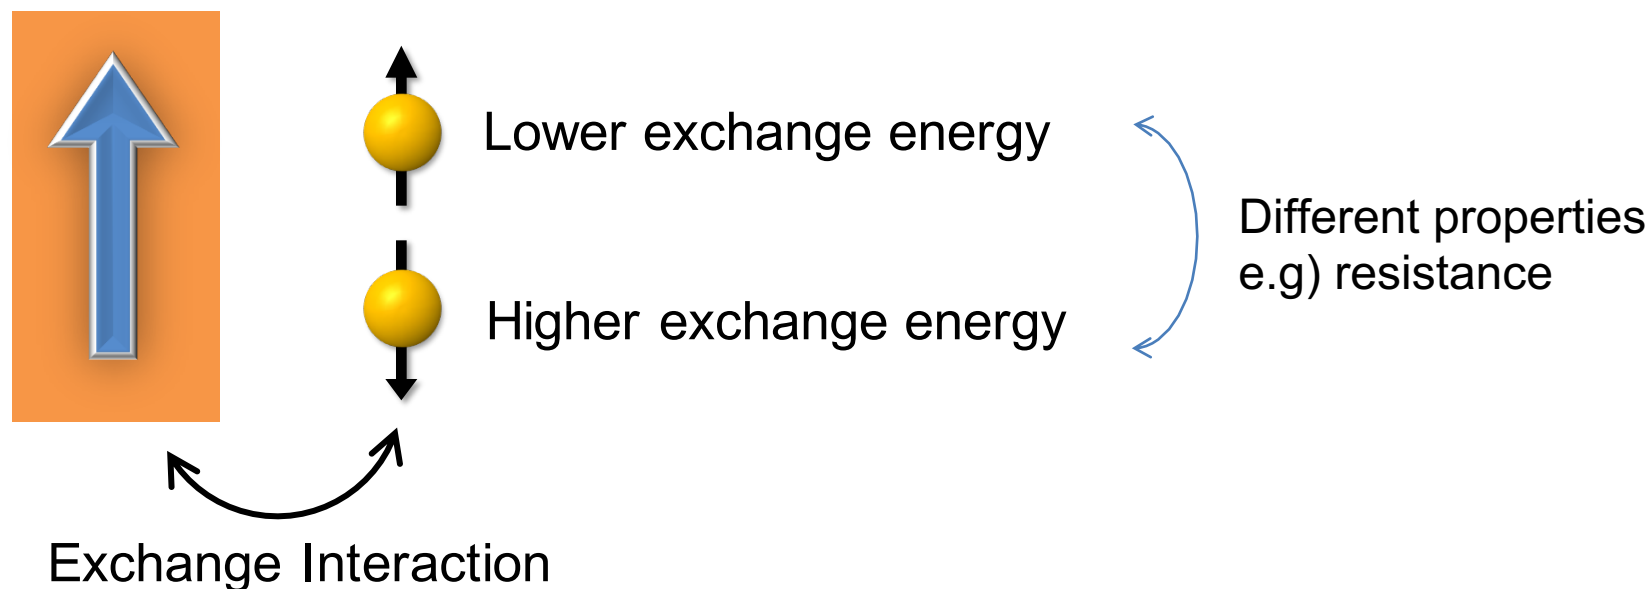 Lower exchange energy
Higher exchange energy
Different properties
e.g) resistance
Exchange Interaction